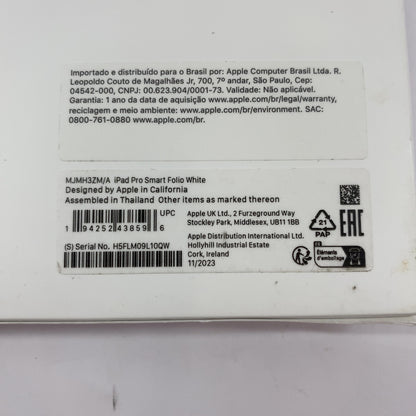 Importado e distribuído para o Brasil por: Apple Computer Brasil Ltda. R.
Leopoldo Couto de Magalhães Jr, 700, 7º andar, São Paulo, Cep:
04542-000, CNPJ: 00.623.904/0001-73. Validade: Não aplicável.
Garantia: 1 ano da data de aquisição www.apple.com/br/legal/warranty,
reciclagem e meio ambiente www.apple.com/br/environment. SAC:
0800-761-0880 www.apple.com/br.
MJMH3ZM/A iPad Pro Smart Folio White
Designed by Apple in California
Assembled in Thailand Other items as marked thereon
UPC
1 94252 43859 6
(S) Serial No. H5FLM09L10QW
Apple UK Ltd., 2 Furzeground Way
Stockley Park, Middlesex, UB11 1BB
Apple Distribution International Ltd.
Hollyhill Industrial Estate
Cork, Ireland
11/2023
21
PAP
EAC
Éléments
d'emballage